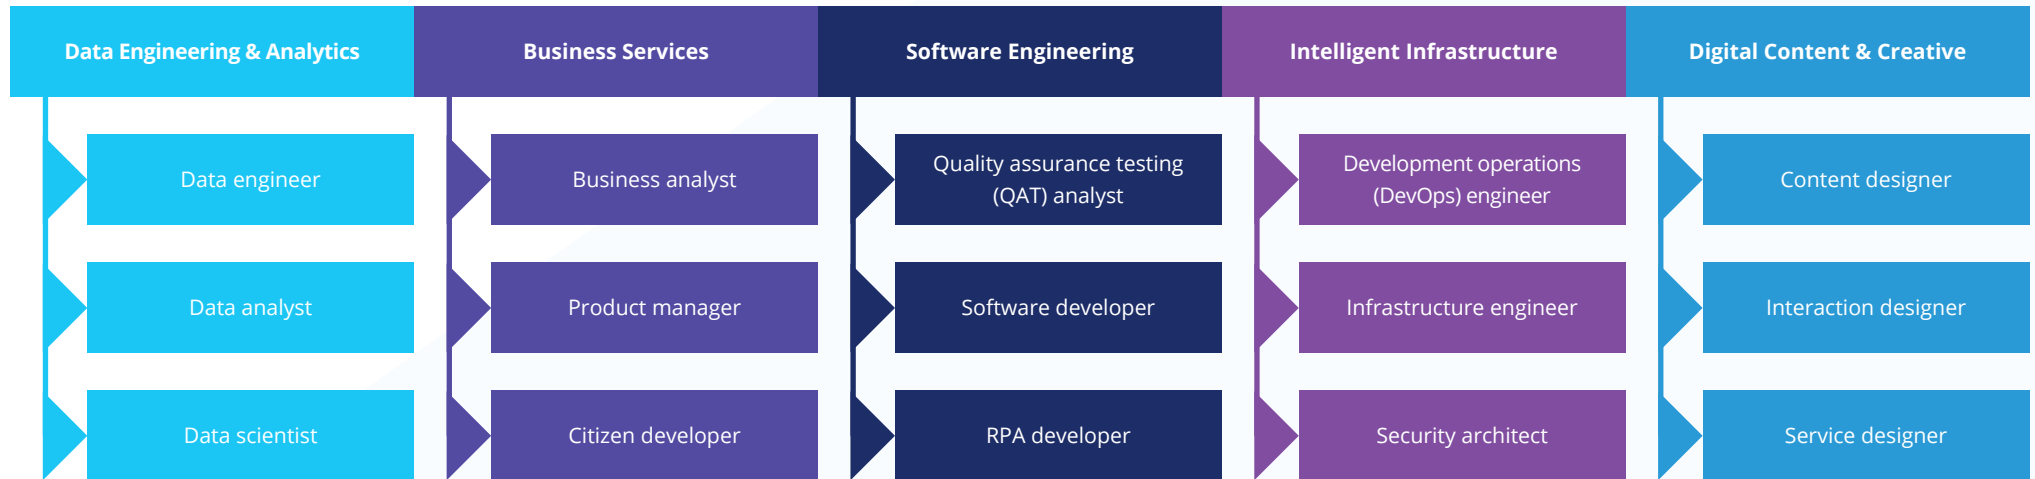 Data Engineering & Analytics
Data engineer
Data analyst
Data scientist
Business Services
Business analyst
Product manager
Citizen developer
Software Engineering
Quality assurance testing
(QAT) analyst
Software developer
RPA developer
Intelligent Infrastructure
Development operations
(DevOps) engineer
Infrastructure engineer
Security architect
Digital Content & Creative
Content designer
Interaction designer
Service designer